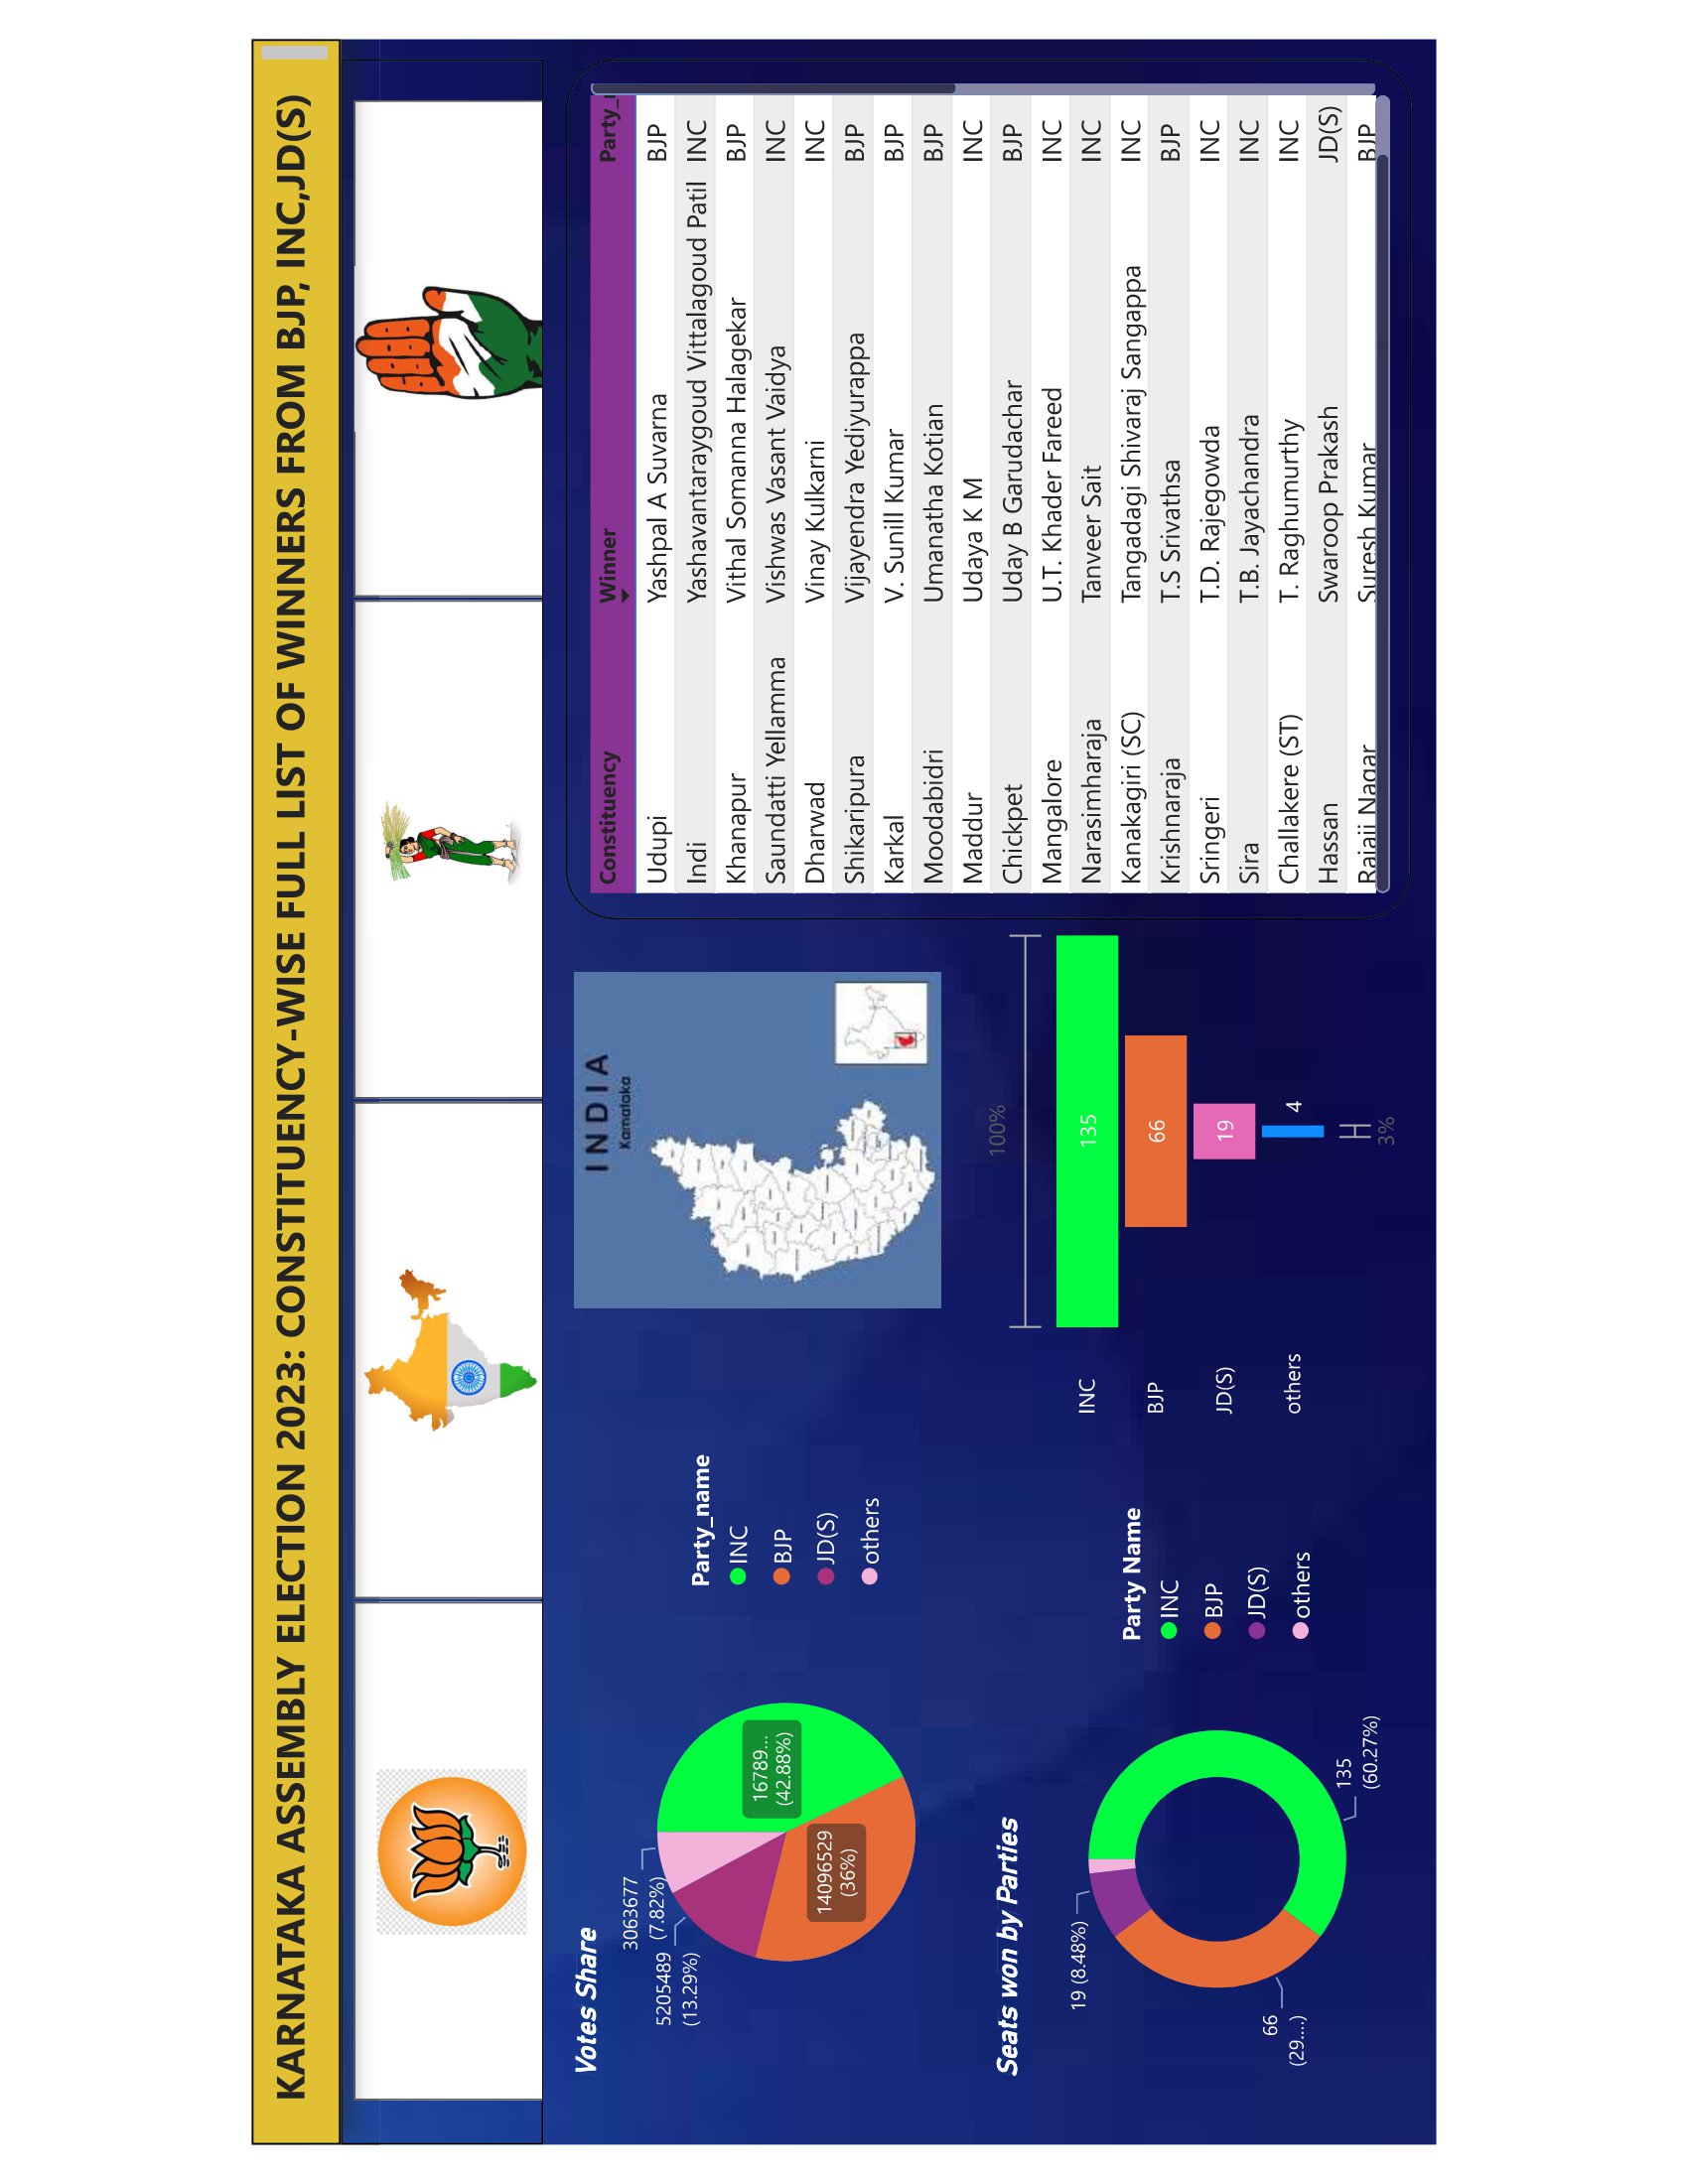 KARNATAKA ASSEMBLY ELECTION 2023: CONSTITUENCY-WISE FULL LIST OF WINNERS FROM BJP, INC,JD(S)
Votes Share
3063677
(7.82%)
5205489
(13.29%)
16789...
(42.88%)
14096529
(36%)
Party_name
INC
BJP
JD(S)
others
INDIA
Karnataka
Seats won by Parties
19 (8.48%)
66
(29....)
135
(60.27%)
Party Name
INC
BJP
JD(S)
others
100%
INC 135
BJP 66
JD(S) 19
others 4
3%
Constituency Winner Party_
Udupi Yashpal A Suvarna BJP
Indi Yashavantaraygoud Vittalagoud Patil INC
Khanapur Vithal Somanna Halagekar BJP
Saundatti Yellamma Vishwas Vasant Vaidya INC
Dharwad Vinay Kulkarni INC
Shikaripura Vijayendra Yediyurappa BJP
Karkal V. Sunill Kumar BJP
Moodabidri Umanatha Kotian BJP
Maddur Udaya K M INC
Chickpet Uday B Garudachar BJP
Mangalore U.T. Khader Fareed INC
Narasimharaja Tanveer Sait INC
Kanakagiri (SC) Tangadagi Shivaraj Sangappa INC
Krishnaraja T.S Srivathsa BJP
Sringeri T.D. Rajegowda INC
Sira T.B. Jayachandra INC
Challakere (ST) T. Raghumurthy INC
Hassan Swaroop Prakash JD(S)
Rajaji Nagar Suresh Kumar BJP